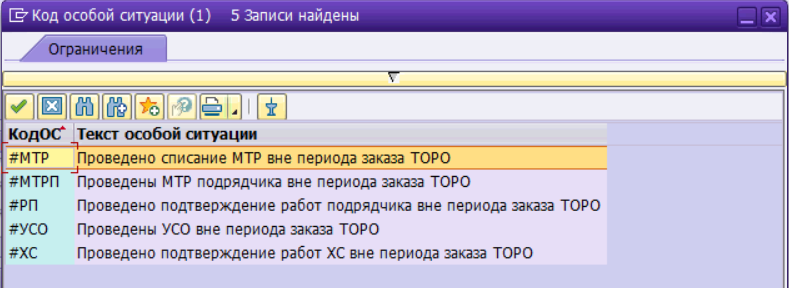 Код особой ситуации (1) 5 Записи найдены
Ограничения
КодОС Текст особой ситуации
#МТР Проведено списание МТР вне периода заказа ТОРО
#МТРП Проведены МТР подрядчика вне периода заказа ТОРО
#РП Проведено подтверждение работ подрядчика вне периода заказа ТОРО
#УСО Проведены УСО вне периода заказа ТОРО
#ХС Проведено подтверждение работ ХС вне периода заказа ТОРО